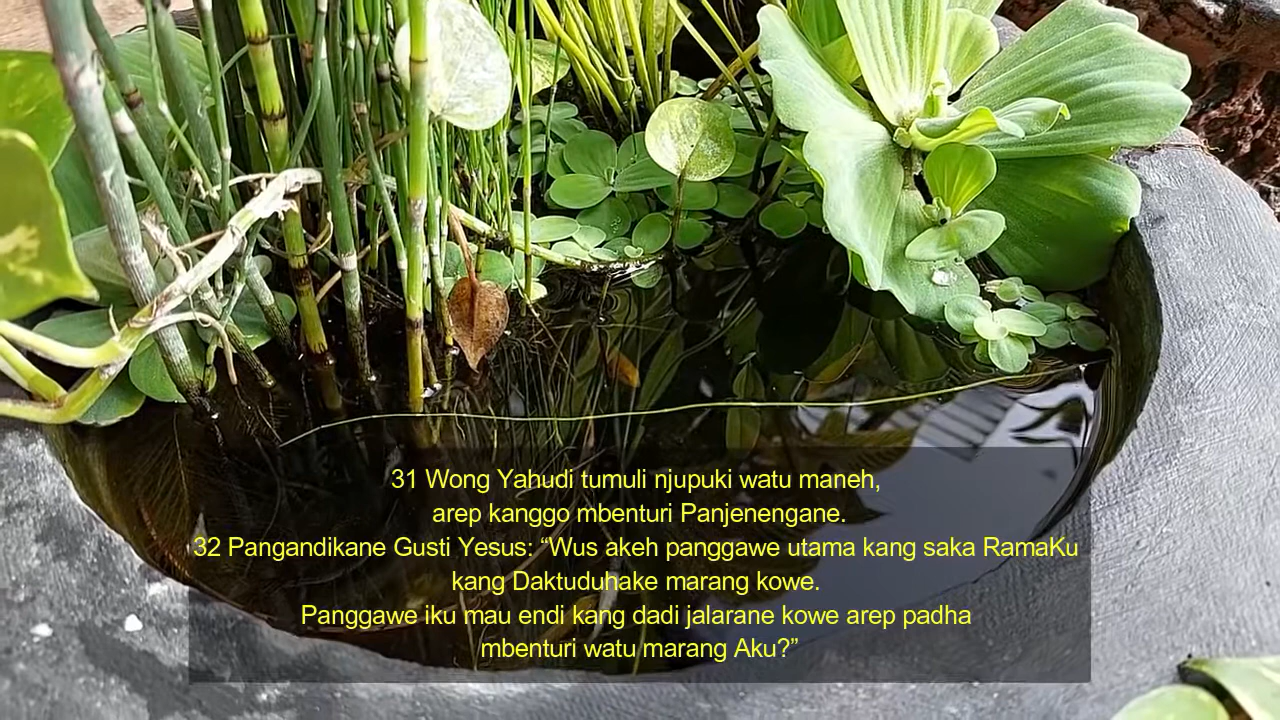 31 Wong Yahudi tumuli njupuki watu maneh,
arep kanggo mbenturi Panjenengane.
32 Pangandikane Gusti Yesus: “Wus akeh panggawe utama kang saka RamaKu
kang Daktuduhake marang kowe.
Panggawe iku mau endi kang dadi jalarane kowe arep padha
mbenturi watu marang Aku?”